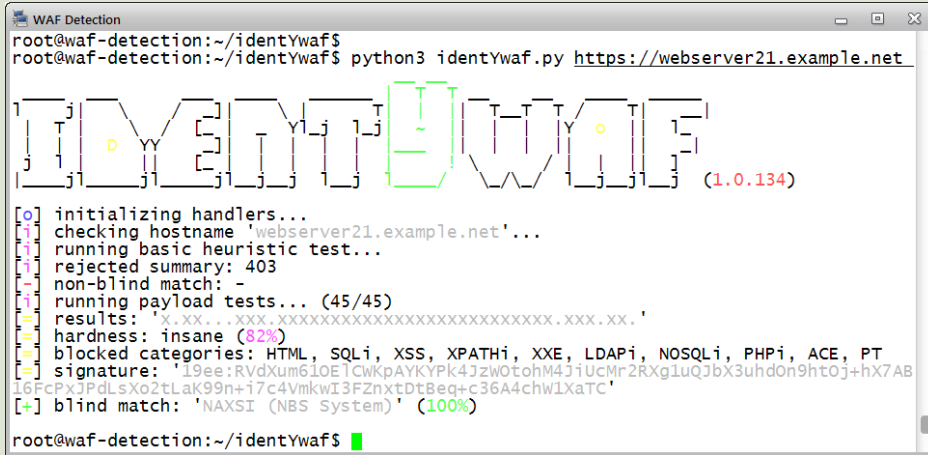 WAF Detection
root@waf-detection:~/identYwaf$
root@waf-detection:~/identYwaf$ python3 identYwaf.py https://webserver21.example.net
IDENTYWAF (1.0.134)
[o] initializing handlers...
[i] checking hostname 'webserver21.example.net'...
[i] running basic heuristic test...
[i] rejected summary: 403
[-] non-blind match: -
[i] running payload tests... (45/45)
[=] results: 'x.xx...xxx.xxxxxxxxxxxxxxxxxxxxxxxxxx.xxx.xx.'
[=] hardness: insane (82%)
[=] blocked categories: HTML, SQLi, XSS, XPATHi, XXE, LDAPi, NOSQLi, PHPi, ACE, PT
[=] signature: '19ee:RVdXum61OElCWKpAYKYPk4JzWOtohM4JiUcMr2RXg1uQJbX3uhdOn9htOj+hX7AB
16FcPxJPdLsXo2tLaK99n+i7c4VmkwI3FZnxtDtBeq+c36A4chW1XaTC'
[+] blind match: 'NAXSI (NBS System)' (100%)
root@waf-detection:~/identYwaf$